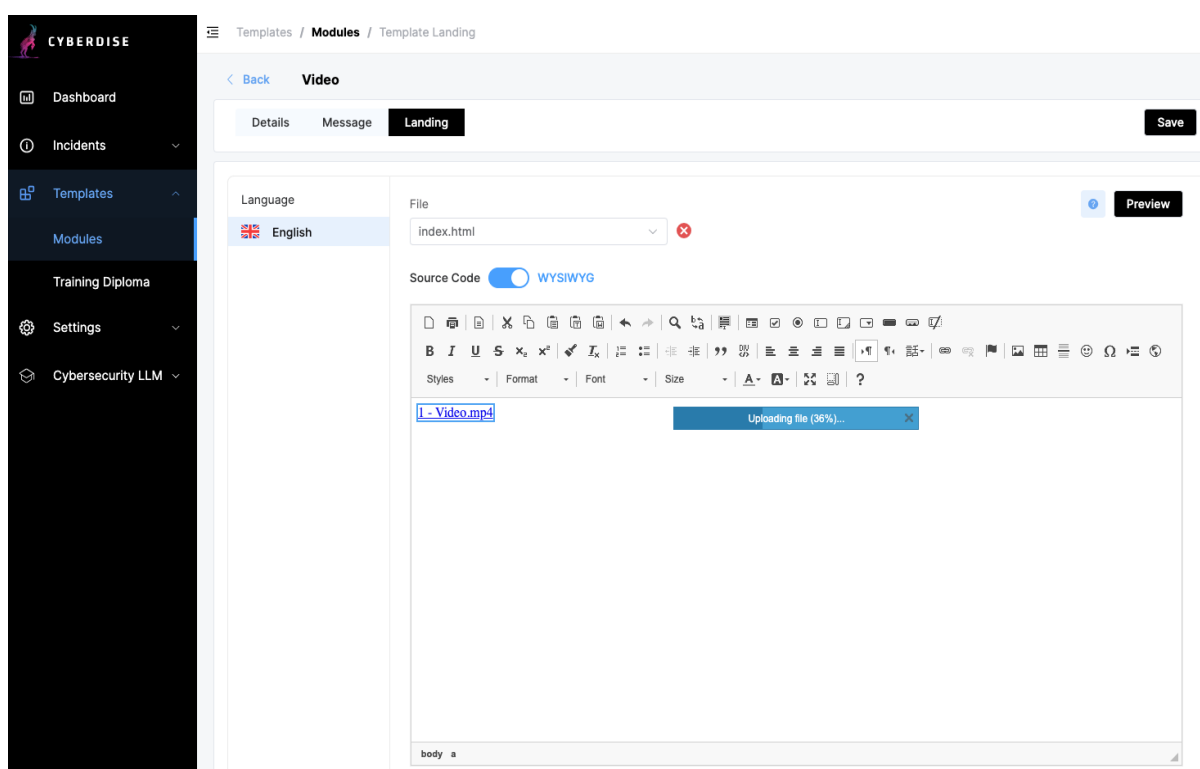 CYBERDISE
Templates / Modules / Template Landing
Back Video
Dashboard
Details Message Landing Save
Incidents
Templates
Language File Preview
English index.html
Modules
Source Code WYSIWYG
Training Diploma
Settings
Cybersecurity LLM
Styles Format Font Size
1 - Video.mp4 Uploading file (36%)...
body a